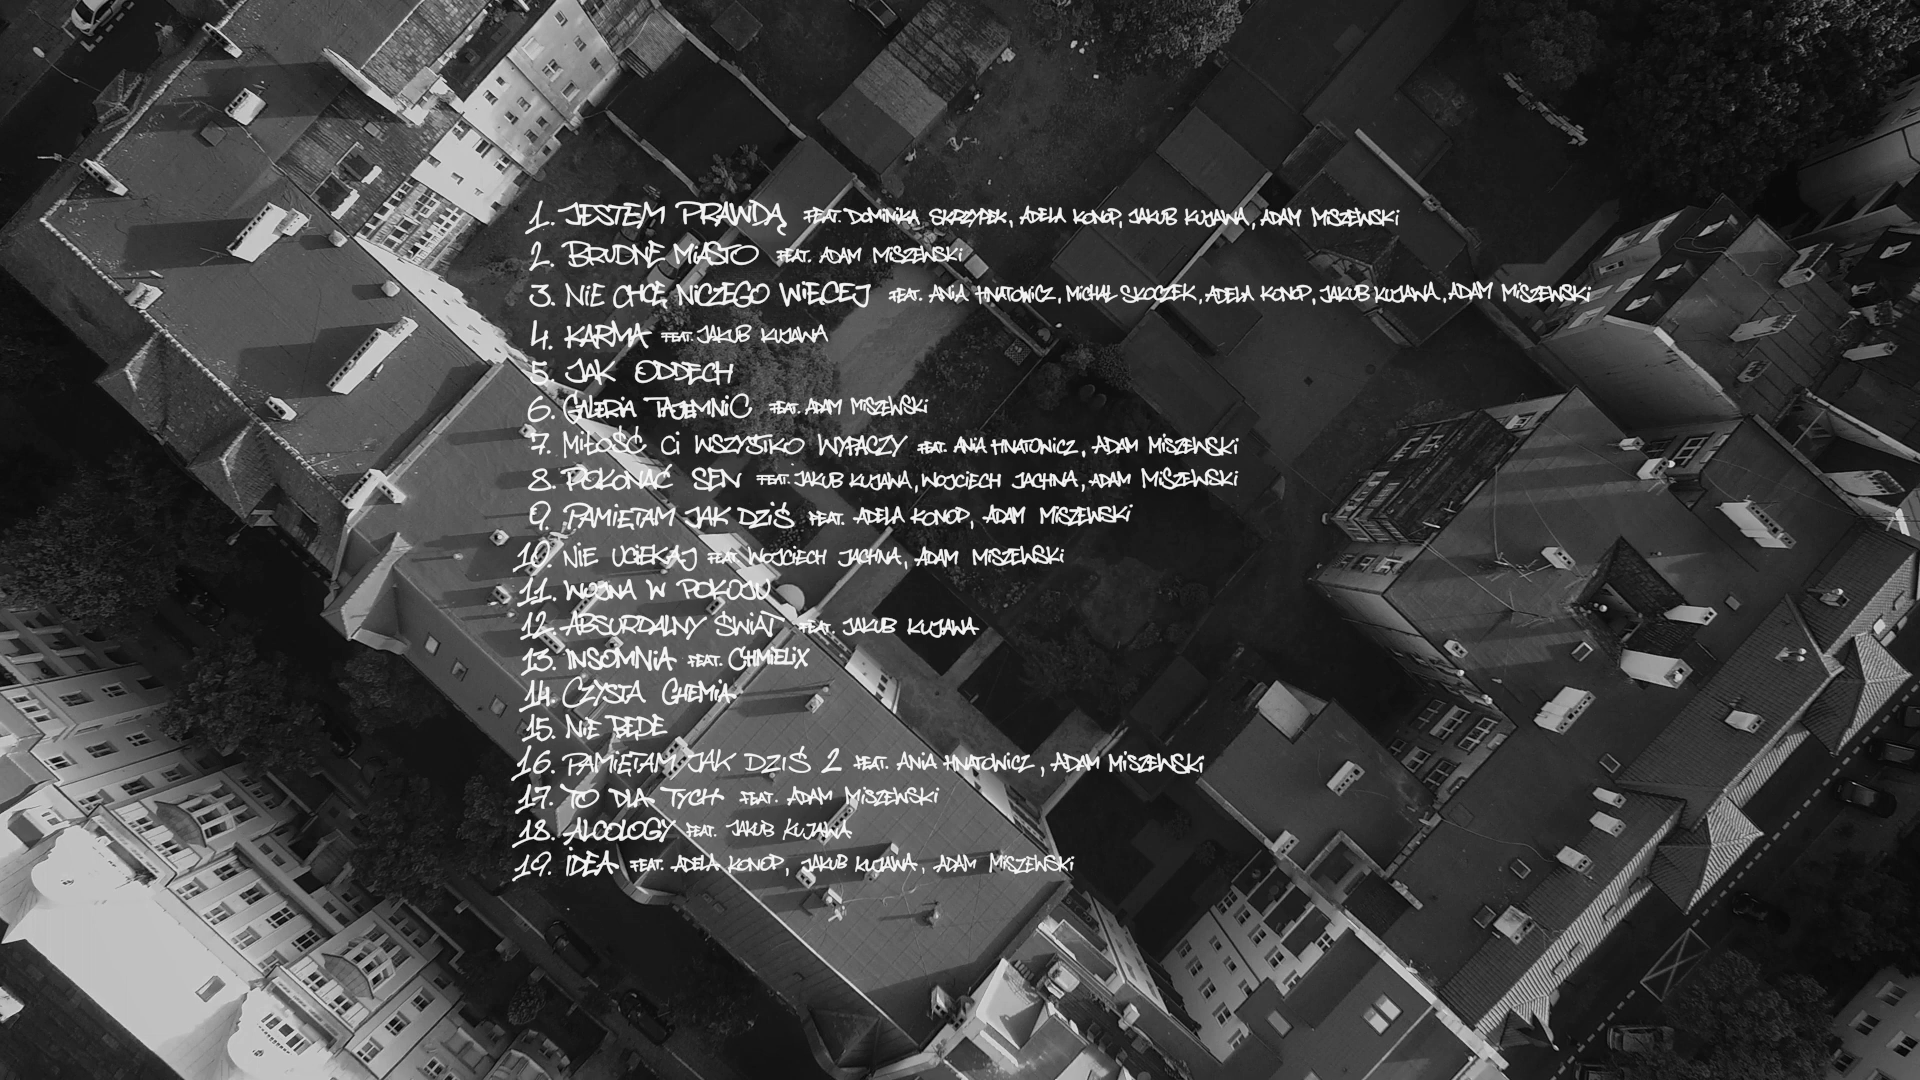 1. JESTEM PRAWDĄ FEAT. DOMINIKA SKRZYPEK, ADELA KONOP, JAKUB KUJAWA, ADAM MISZEWSKI
2. BRUDNE MIASTO FEAT. ADAM MISZEWSKI
3. NIE CHCĘ NICZEGO WIĘCEJ FEAT. ANIA HNATOWICZ, MICHAŁ SKOCZEK, ADELA KONOP, JAKUB KUJAWA, ADAM MISZEWSKI
4. KARMA FEAT. JAKUB KUJAWA
5. JAK ODDECH
6. GALERIA TAJEMNIC FEAT. ADAM MISZEWSKI
7. MIŁOŚĆ CI WSZYSTKO WYPACZY FEAT. ANIA HNATOWICZ, ADAM MISZEWSKI
8. POKONAĆ SEN FEAT. JAKUB KUJAWA, WOJCIECH JACHNA, ADAM MISZEWSKI
9. PAMIĘTAM JAK DZIŚ FEAT. ADELA KONOP, ADAM MISZEWSKI
10. NIE UCIEKAJ FEAT. WOJCIECH JACHNA, ADAM MISZEWSKI
11. WOJNA W POKOJU
12. ABSURDALNY ŚWIAT FEAT. JAKUB KUJAWA
13. INSOMNIA FEAT. CHMIELIX
14. CZYSTA CHEMIA
15. NIE BĘDĘ
16. PAMIĘTAM JAK DZIŚ 2 FEAT. ANIA HNATOWICZ, ADAM MISZEWSKI
17. TO DLA TYCH FEAT. ADAM MISZEWSKI
18. ALCOLOGY FEAT. JAKUB KUJAWA
19. IDEA FEAT. ADELA KONOP, JAKUB KUJAWA, ADAM MISZEWSKI